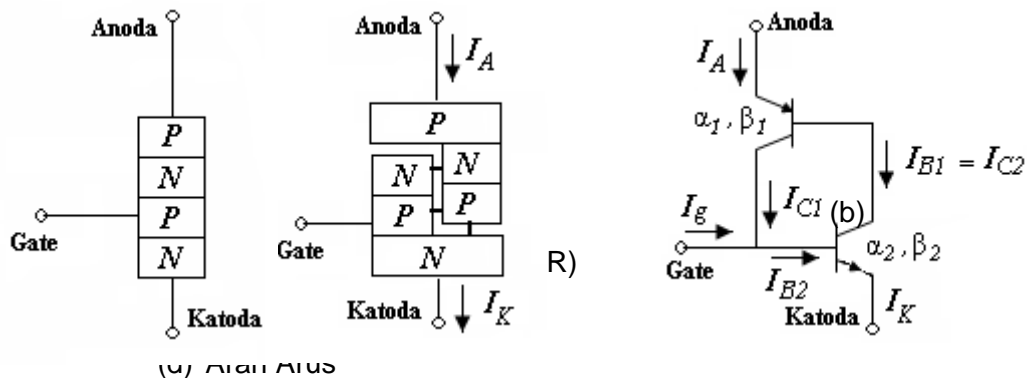 Anoda
P
N
P
N
Gate
Katoda
Anoda
I_A
P
N
N
P
P
N
Gate
Katoda
I_K
R)
Anoda
I_A
α1 , β1
I_B1 = I_C2
I_g
I_C1
(b)
Gate
I_B2
α2 , β2
Katoda
I_K
Arus